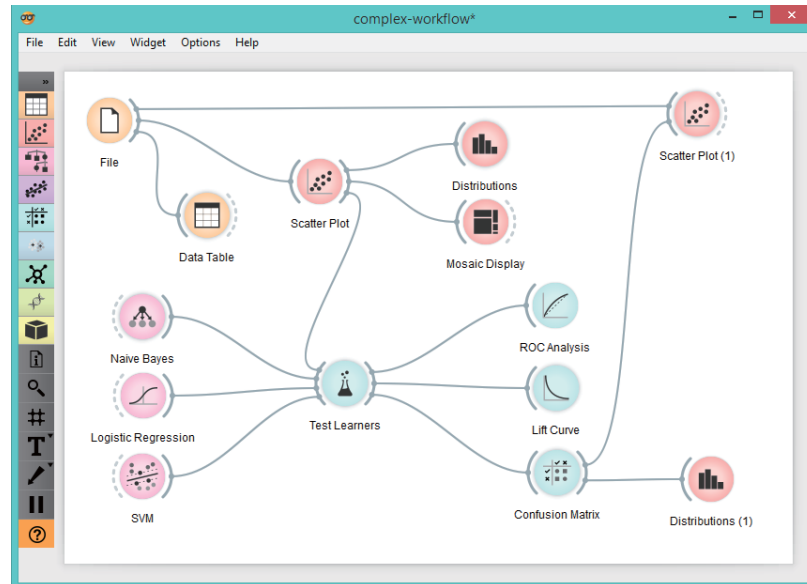 complex-workflow*
File Edit View Widget Options Help
File
Scatter Plot (1)
Distributions
Scatter Plot
Data Table
Mosaic Display
Naive Bayes
ROC Analysis
Logistic Regression
Test Learners
Lift Curve
SVM
Confusion Matrix
Distributions (1)